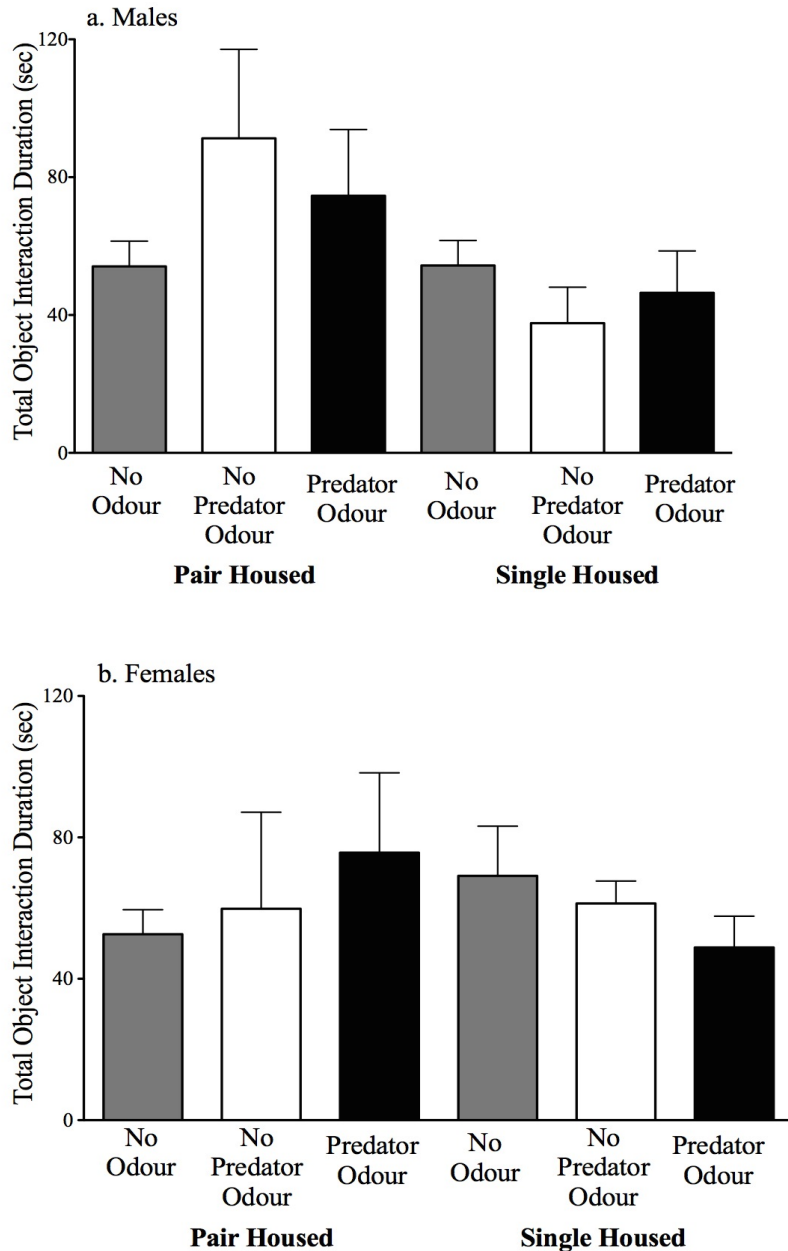 a. Males
Total Object Interaction Duration (sec)
120
80
40
0
No
Odour
No
Predator
Odour
Predator
Odour
No
Odour
No
Predator
Odour
Predator
Odour
Pair Housed
Single Housed
b. Females
Total Object Interaction Duration (sec)
120
80
40
0
No
Odour
No
Predator
Odour
Predator
Odour
No
Odour
No
Predator
Odour
Predator
Odour
Pair Housed
Single Housed